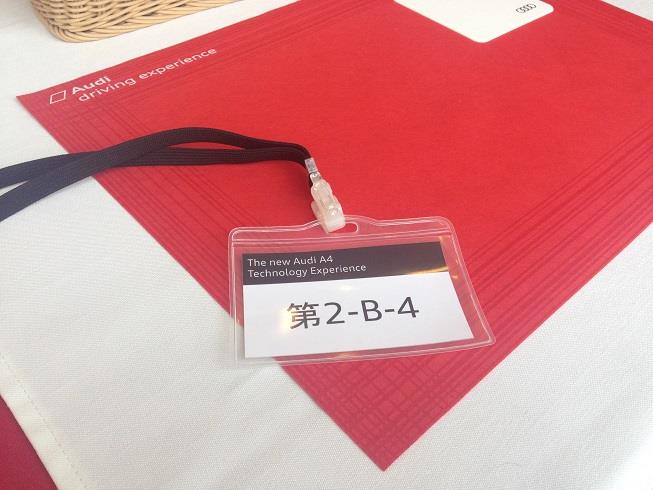 Audi
driving experience
The new Audi A4
Technology Experience
第2-B-4